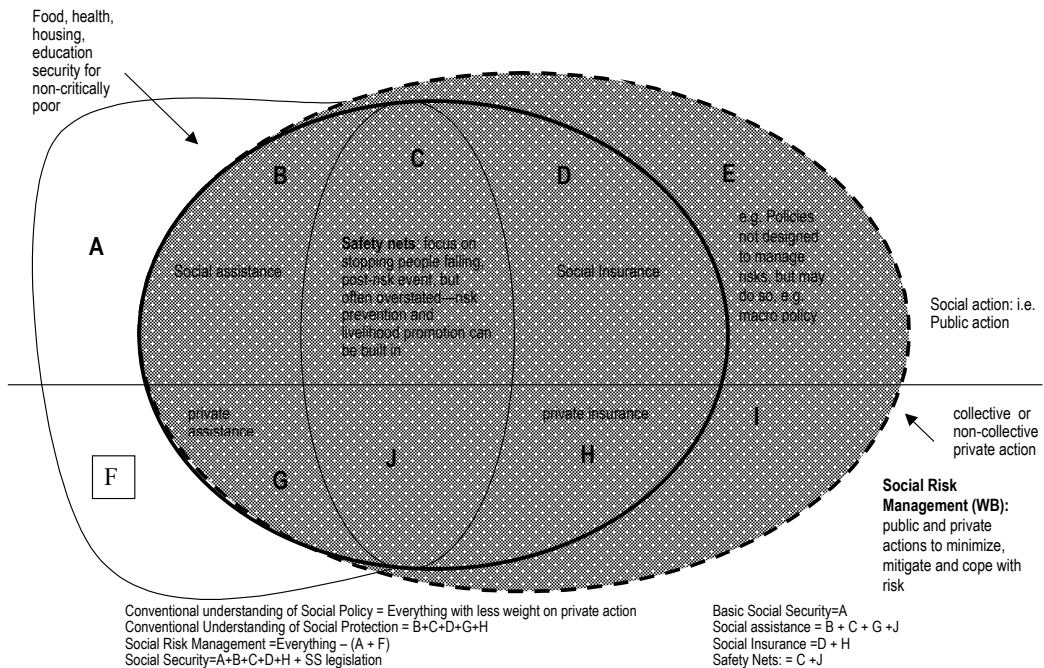 Food, health,
housing,
education
security for
non-critically
poor
A
B
C
D
E
Social assistance
Safety nets: focus on
stopping people falling,
post-risk event, but
often overstated—risk
prevention and
livelihood promotion can
be built in
Social Insurance
e.g. Policies
not designed
to manage
risks, but may
do so, e.g.
macro policy
Social action: i.e.
Public action
private
assistance
private insurance
I
collective or
non-collective
private action
F
G
J
H
Social Risk
Management (WB):
public and private
actions to minimize,
mitigate and cope with
risk
Conventional understanding of Social Policy = Everything with less weight on private action
Conventional Understanding of Social Protection = B+C+D+G+H
Social Risk Management =Everything – (A + F)
Social Security=A+B+C+D+H + SS legislation
Basic Social Security=A
Social assistance = B + C + G +J
Social Insurance =D + H
Safety Nets: = C +J